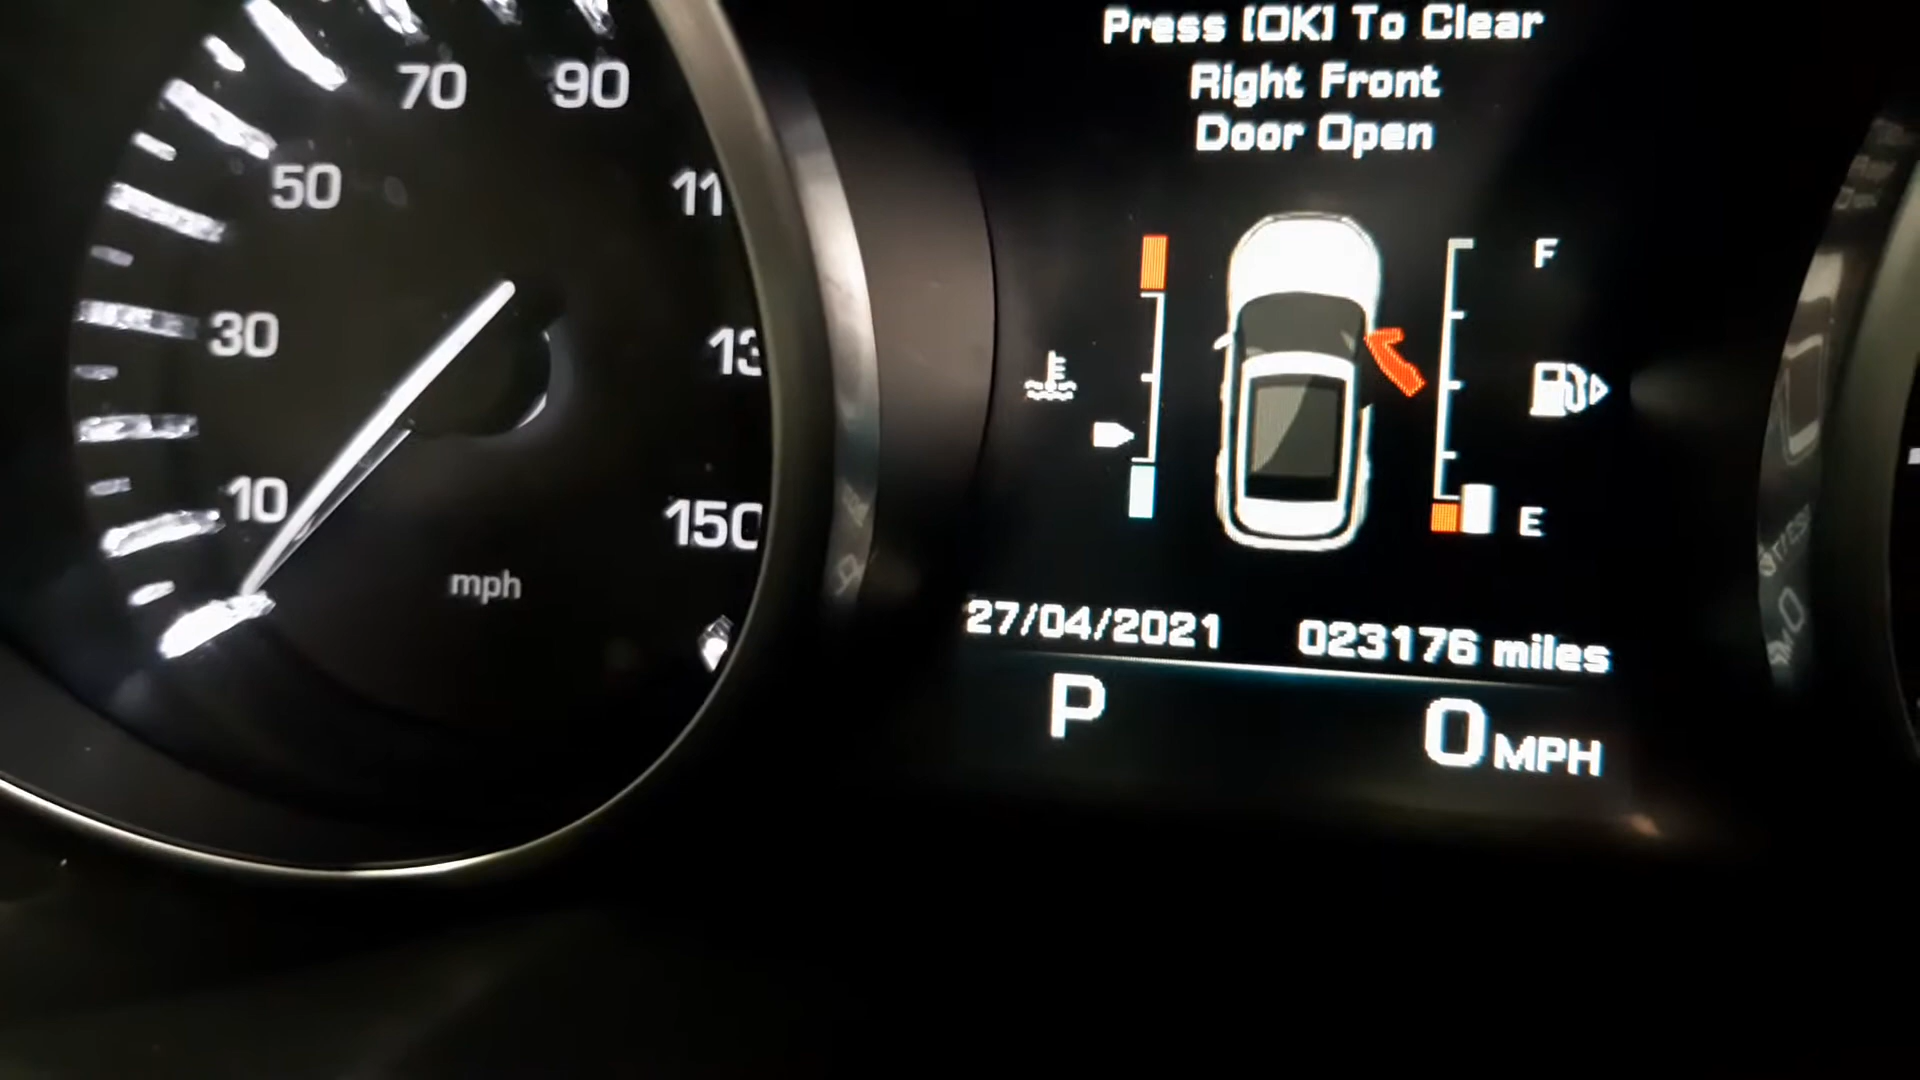 Press [OK] To Clear
Right Front
Door Open
70 90
50
11
30
13
10
150
mph
F
E
27/04/2021 023176 miles
P 0 MPH